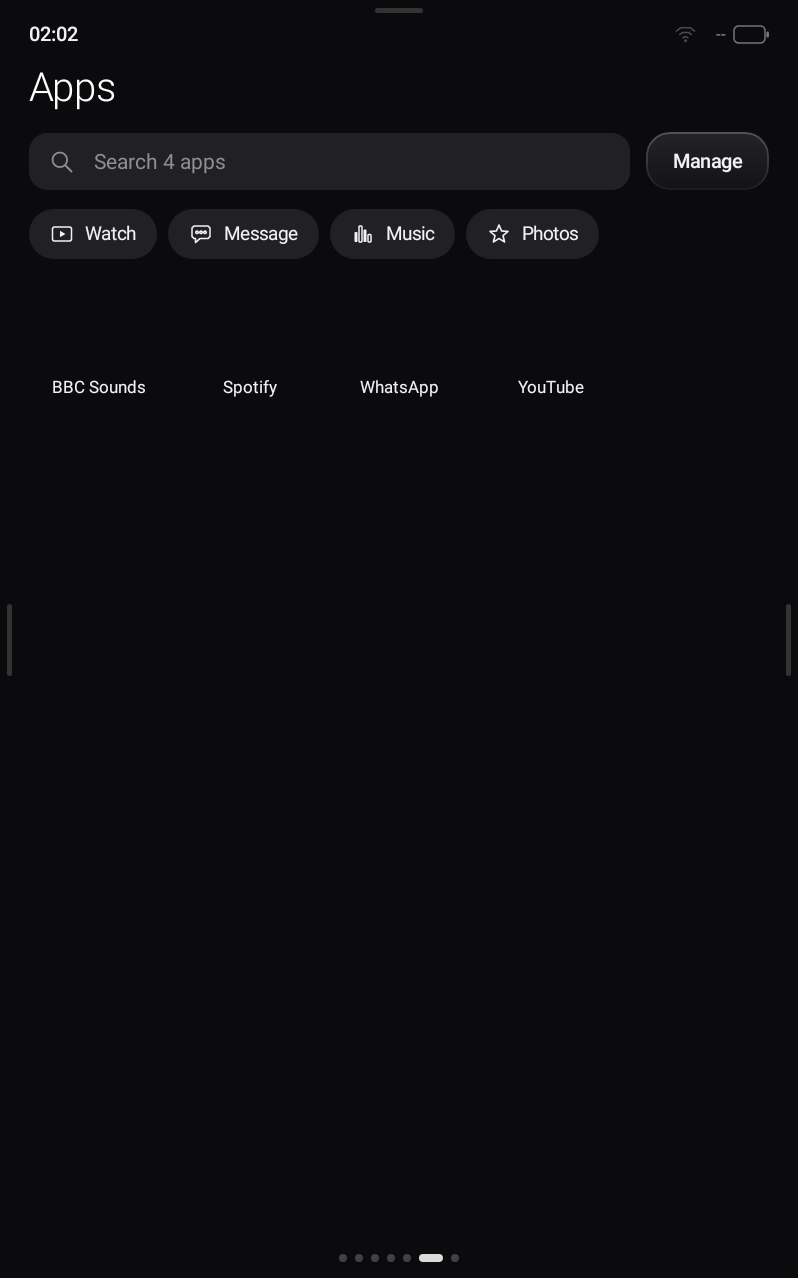 02:02
--
Apps
Search 4 apps
Manage
Watch
Message
Music
Photos
BBC Sounds
Spotify
WhatsApp
YouTube